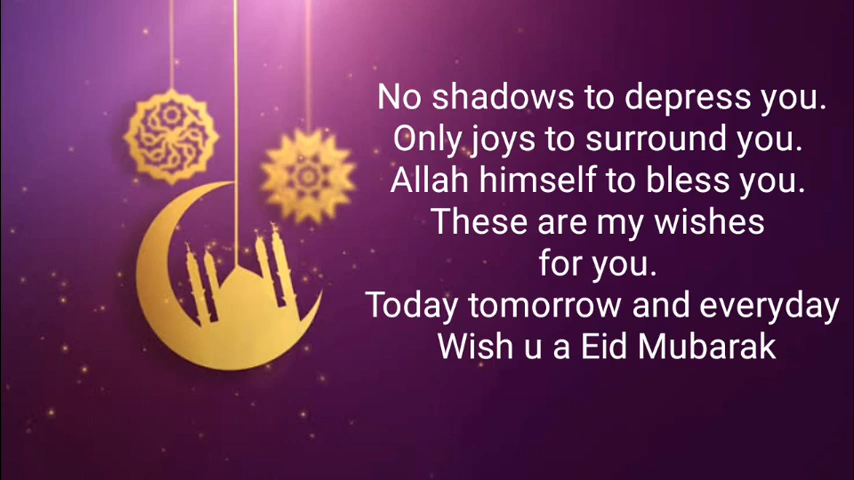 No shadows to depress you.
Only joys to surround you.
Allah himself to bless you.
These are my wishes
for you.
Today tomorrow and everyday
Wish u a Eid Mubarak